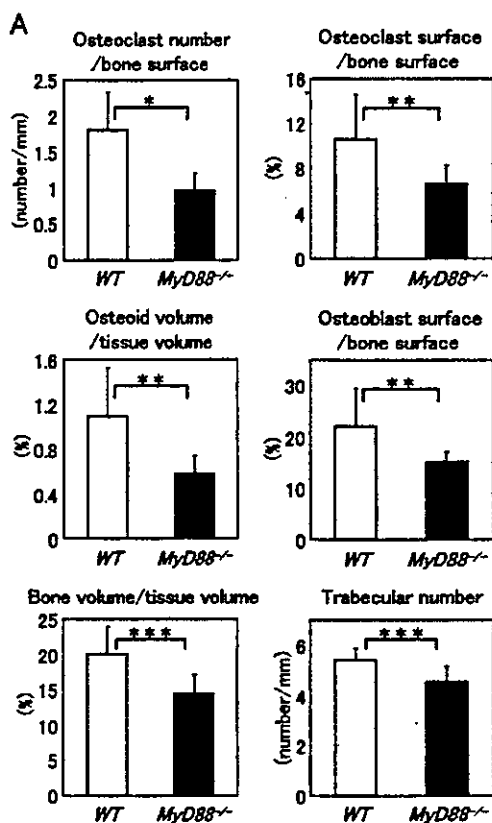 A
Osteoclast number
/bone surface
(number/mm)
2.5
2
1.5
1
0.5
0
*
WT MyD88-/-
Osteoclast surface
/bone surface
(%)
16
12
8
4
0
**
WT MyD88-/-
Osteoid volume
/tissue volume
(%)
1.6
1.2
0.8
0.4
0
**
WT MyD88-/-
Osteoblast surface
/bone surface
(%)
30
20
10
0
**
WT MyD88-/-
Bone volume/tissue volume
(%)
25
20
15
10
5
0
***
WT MyD88-/-
Trabecular number
(number/mm)
6
4
2
0
***
WT MyD88-/-